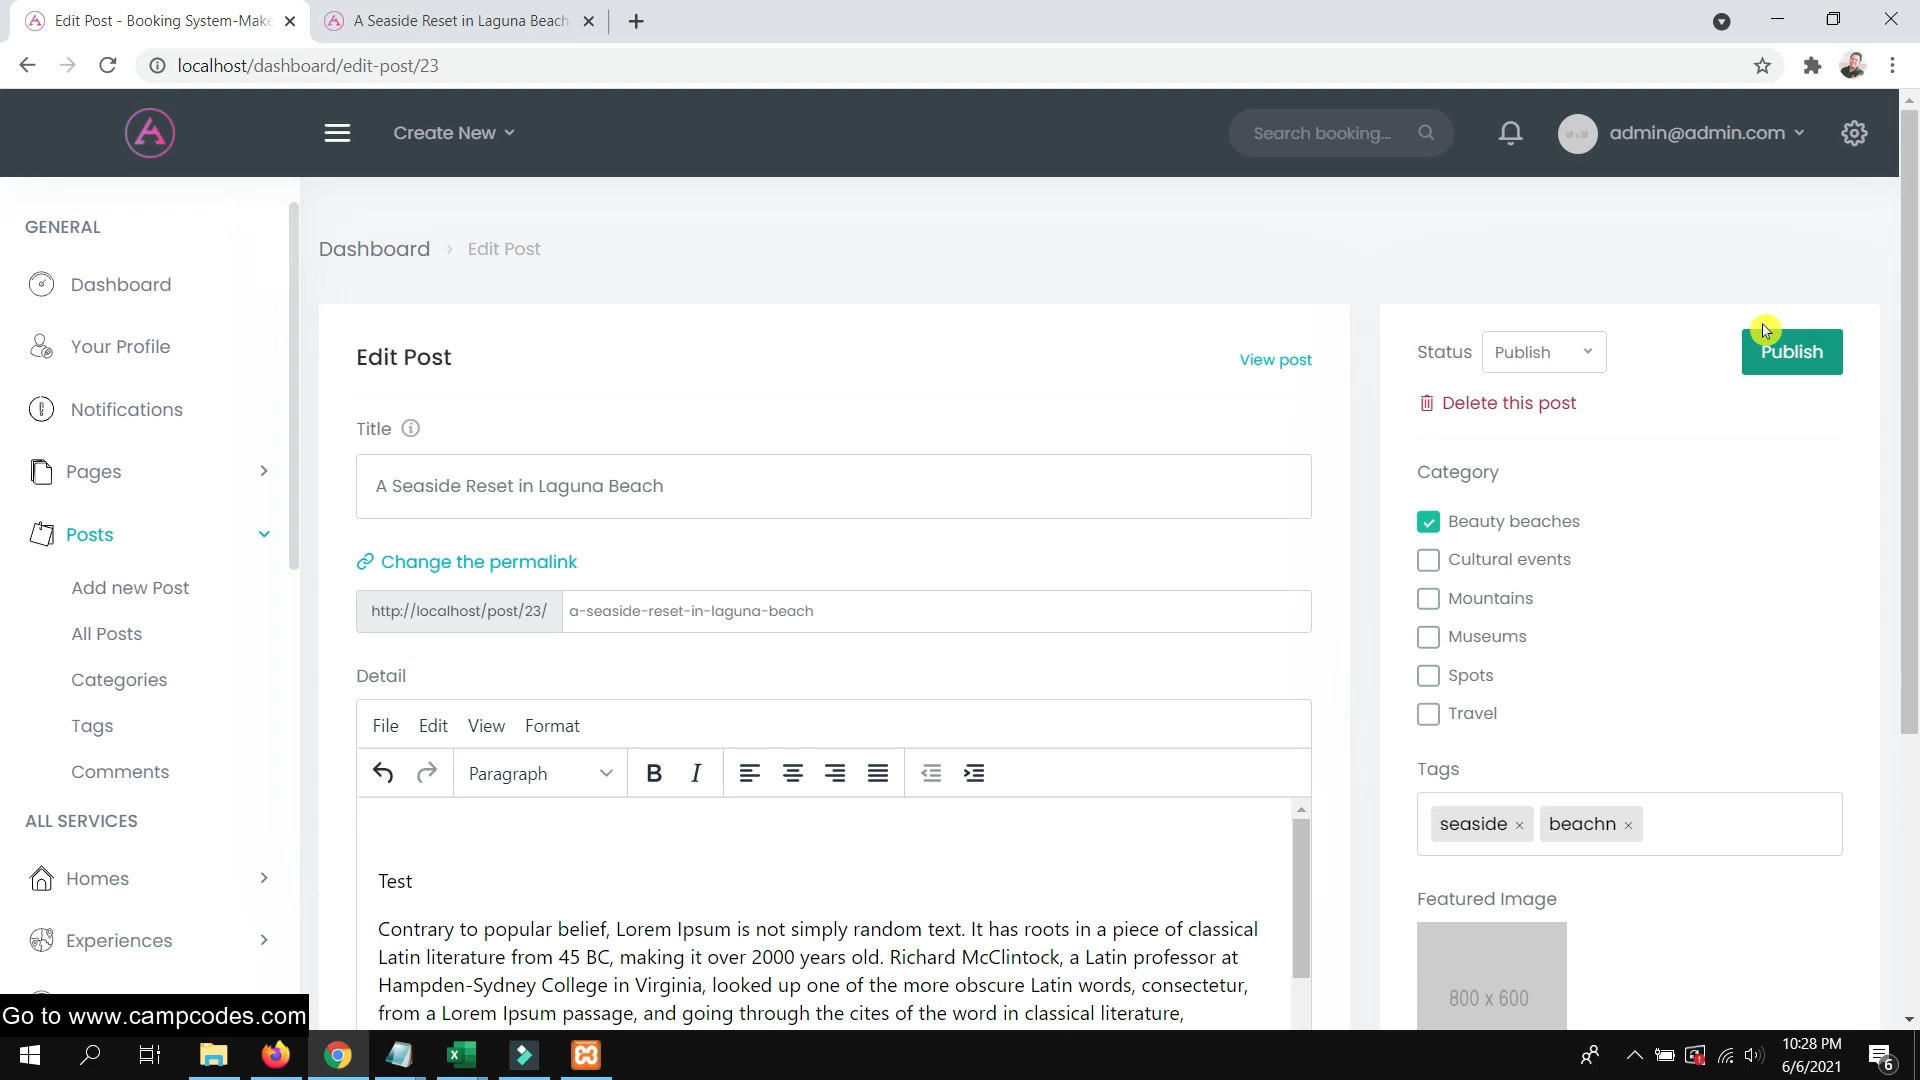 Edit Post - Booking System-Make
A Seaside Reset in Laguna Beach
localhost/dashboard/edit-post/23
Create New
Search booking...
admin@admin.com
GENERAL
Dashboard
Your Profile
Notifications
Pages
Posts
Add new Post
All Posts
Categories
Tags
Comments
ALL SERVICES
Homes
Experiences
Dashboard > Edit Post
Edit Post
View post
Title
A Seaside Reset in Laguna Beach
Change the permalink
http://localhost/post/23/ a-seaside-reset-in-laguna-beach
Detail
File Edit View Format
Paragraph B I
Test
Contrary to popular belief, Lorem Ipsum is not simply random text. It has roots in a piece of classical
Latin literature from 45 BC, making it over 2000 years old. Richard McClintock, a Latin professor at
Hampden-Sydney College in Virginia, looked up one of the more obscure Latin words, consectetur,
from a Lorem Ipsum passage, and going through the cites of the word in classical literature,
Status Publish
Publish
Delete this post
Category
Beauty beaches
Cultural events
Mountains
Museums
Spots
Travel
Tags
seaside × beachn ×
Featured Image
800 x 600
Go to www.campcodes.com
10:28 PM
6/6/2021
6